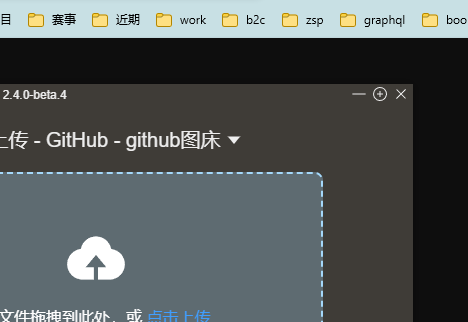 目 赛事 近期 work b2c zsp graphql boo
2.4.0-beta.4
上传 - GitHub - github图床
文件拖拽到此处，或 点击上传